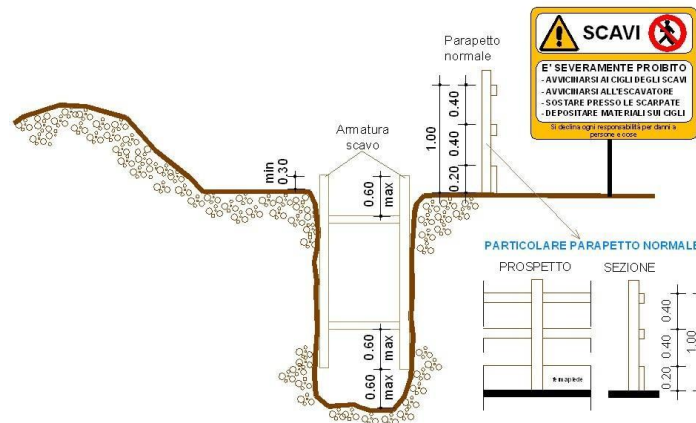 SCAVI
E' SEVERAMENTE PROIBITO
- AVVICINARSI AI CIGLI DEGLI SCAVI
- AVVICINARSI ALL'ESCAVATORE
- SOSTARE PRESSO LE SCARPATE
- DEPOSITARE MATERIALI SUI CIGLI
Si declina ogni responsabilità per danni a
persone e cose
Parapetto
normale
0.40
1.00
0.40
0.20
Armatura
scavo
min
0,30
0.60
max
PARTICOLARE PARAPETTO NORMALE
PROSPETTO
SEZIONE
0.40
0.40
1.00
0.20
fermapiede
0.60
max
0.60
max